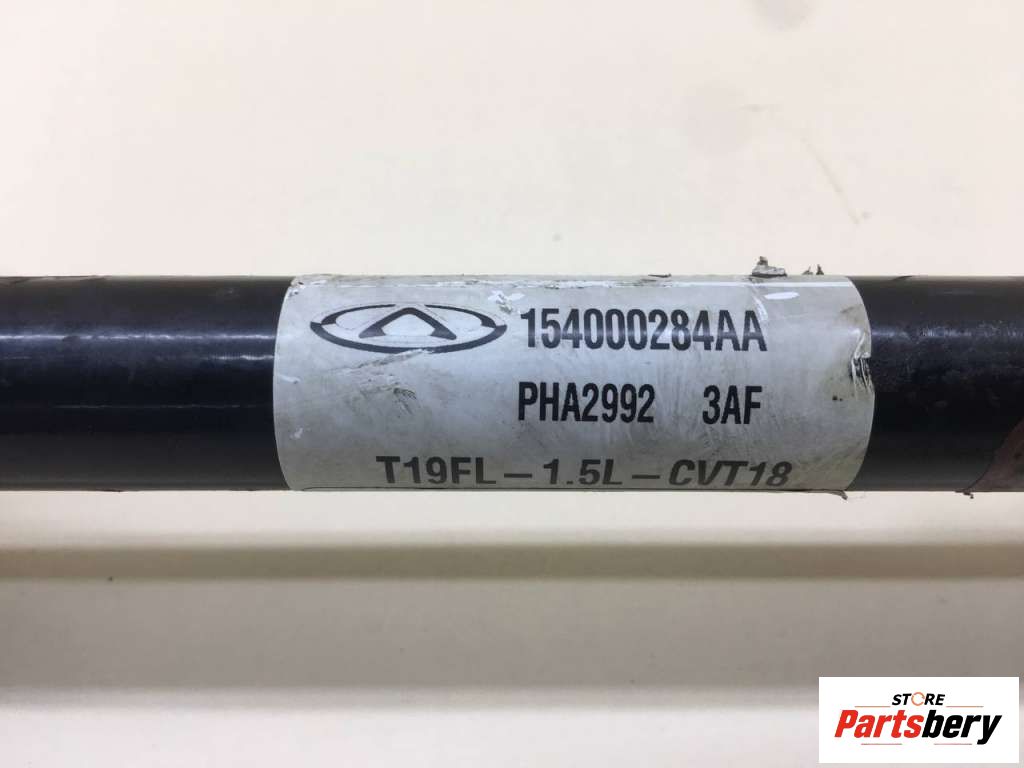 154000284AA
PHA2992 3AF
T19FL-1.5L-CVT18
STORE
Partsbery